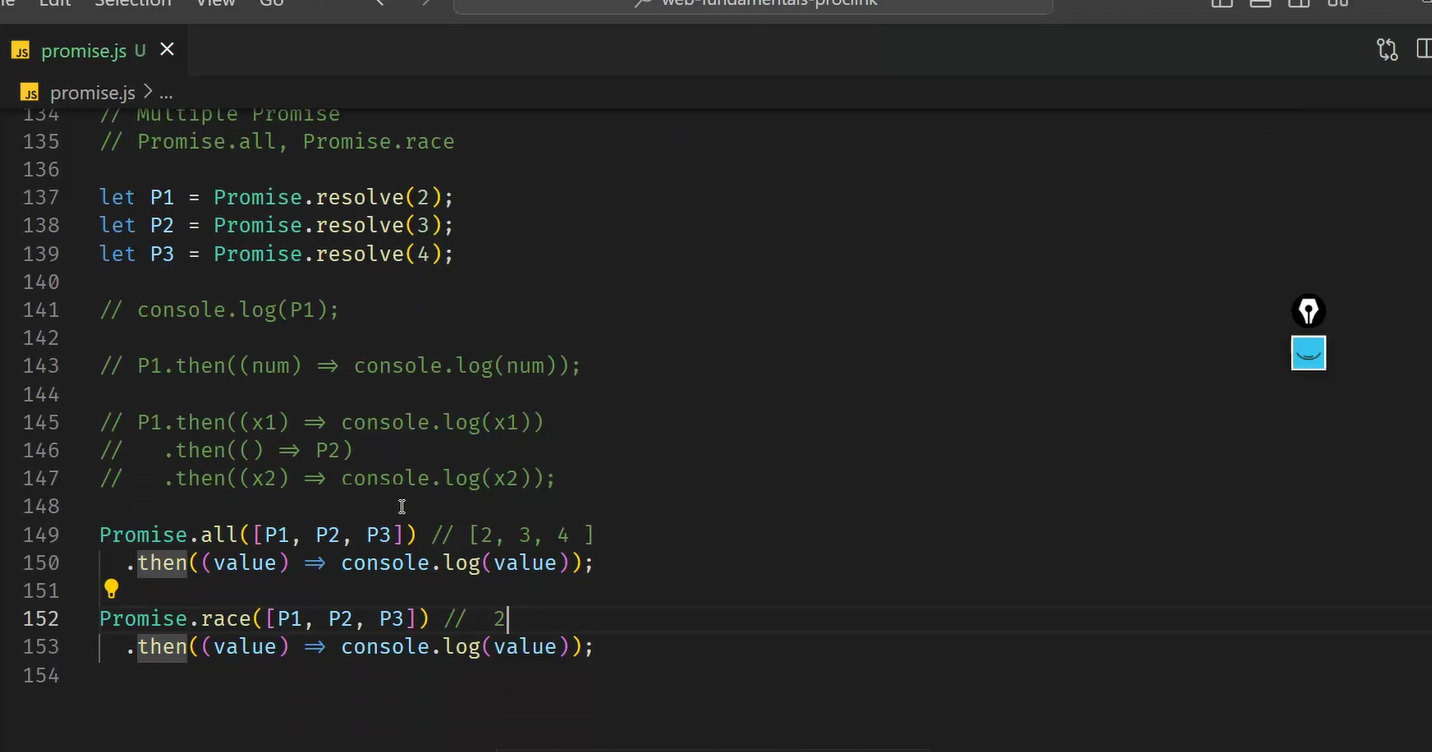 Edit Selection View Go
web-fundamentals-proclink
JS promise.js U
JS promise.js > ...
134 // Multiple Promise
135 // Promise.all, Promise.race
136
137 let P1 = Promise.resolve(2);
138 let P2 = Promise.resolve(3);
139 let P3 = Promise.resolve(4);
140
141 // console.log(P1);
142
143 // P1.then((num) => console.log(num));
144
145 // P1.then((x1) => console.log(x1))
146 //   .then(() => P2)
147 //   .then((x2) => console.log(x2));
148
149 Promise.all([P1, P2, P3]) // [2, 3, 4 ]
150   .then((value) => console.log(value));
151
152 Promise.race([P1, P2, P3]) //  2
153   .then((value) => console.log(value));
154